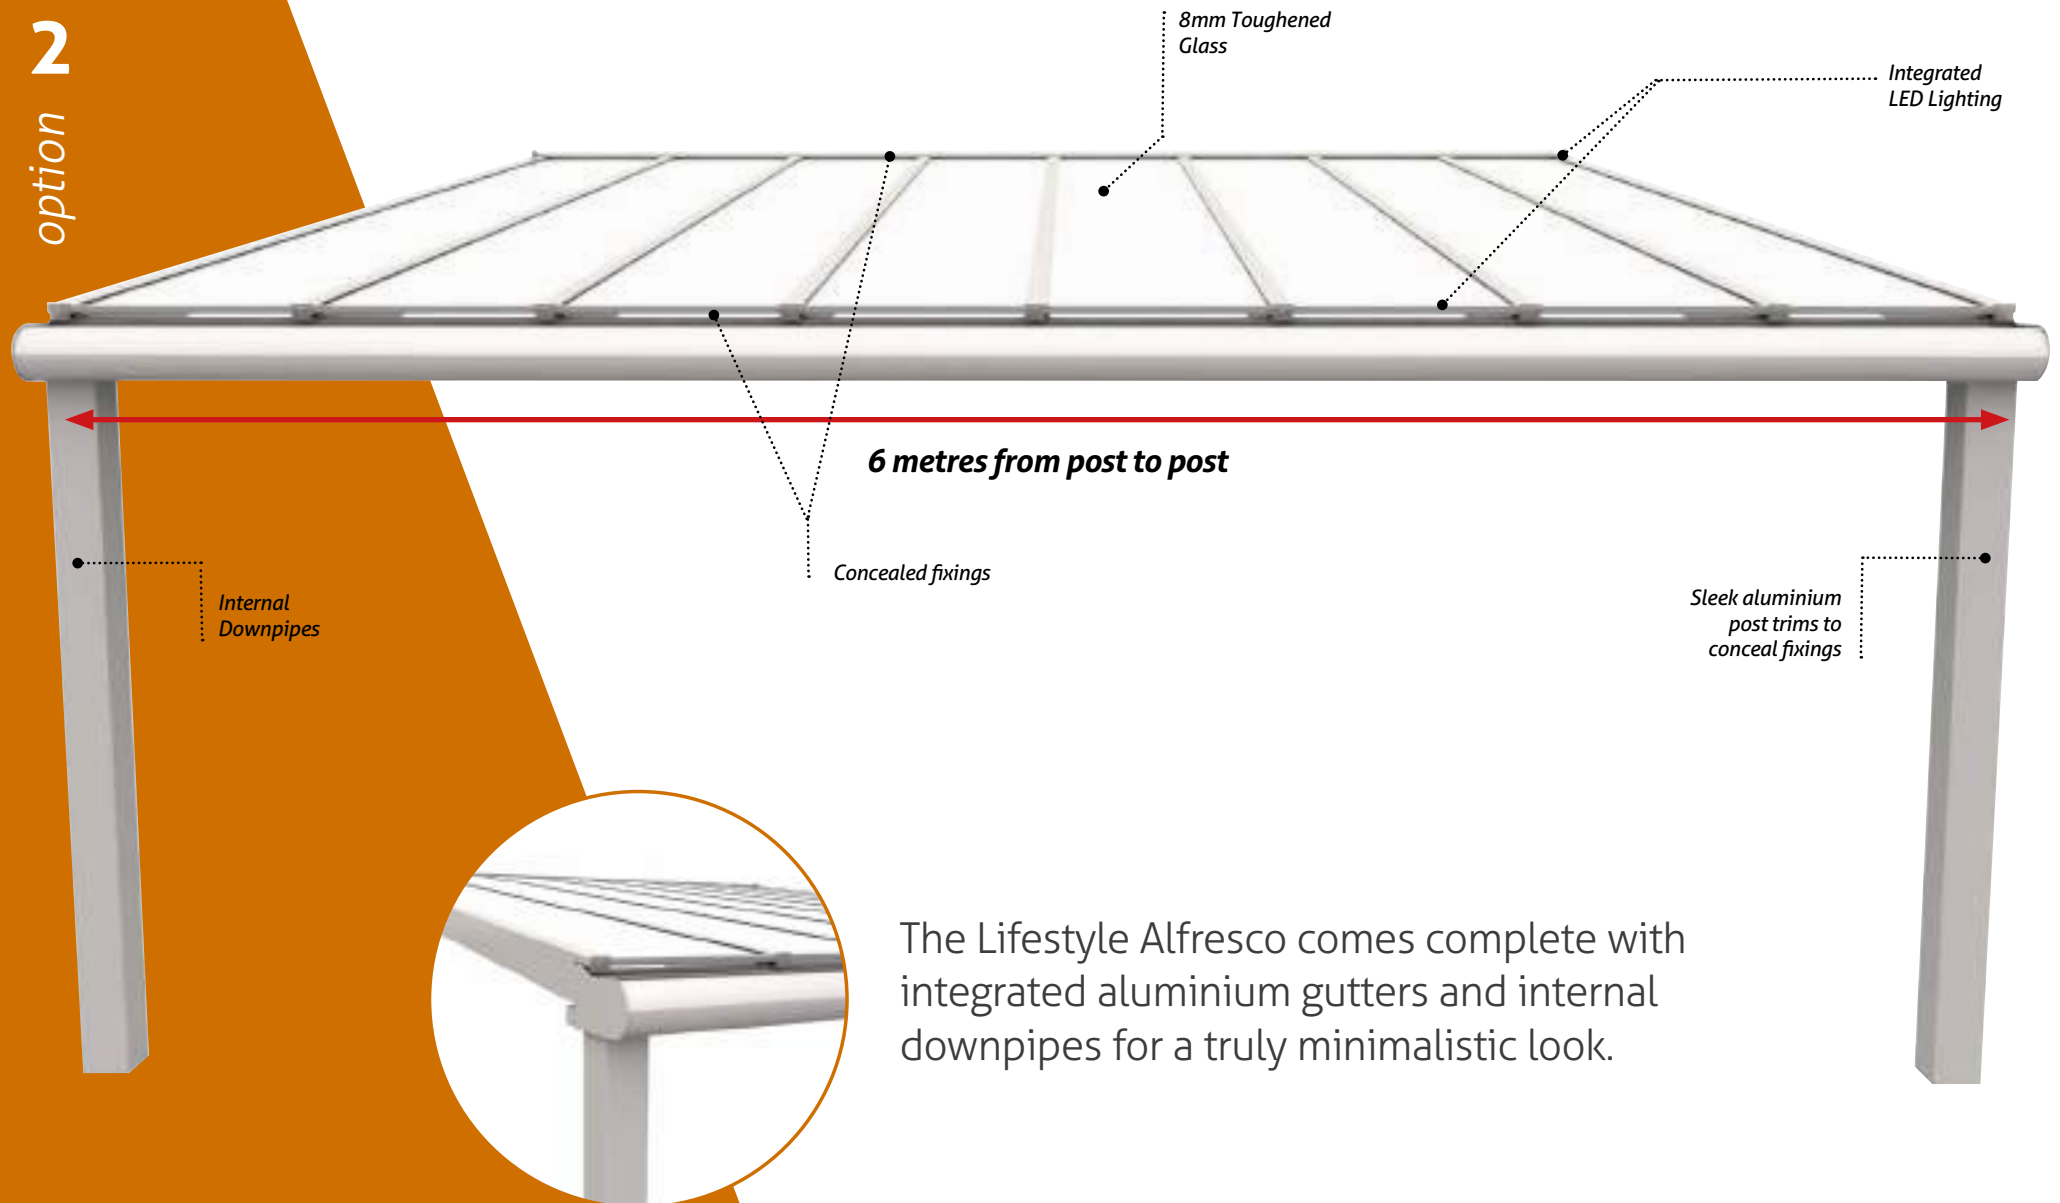 option 2
8mm Toughened
Glass
Integrated
LED Lighting
6 metres from post to post
Concealed fixings
Internal
Downpipes
Sleek aluminium
post trims to
conceal fixings
The Lifestyle Alfresco comes complete with
integrated aluminium gutters and internal
downpipes for a truly minimalistic look.